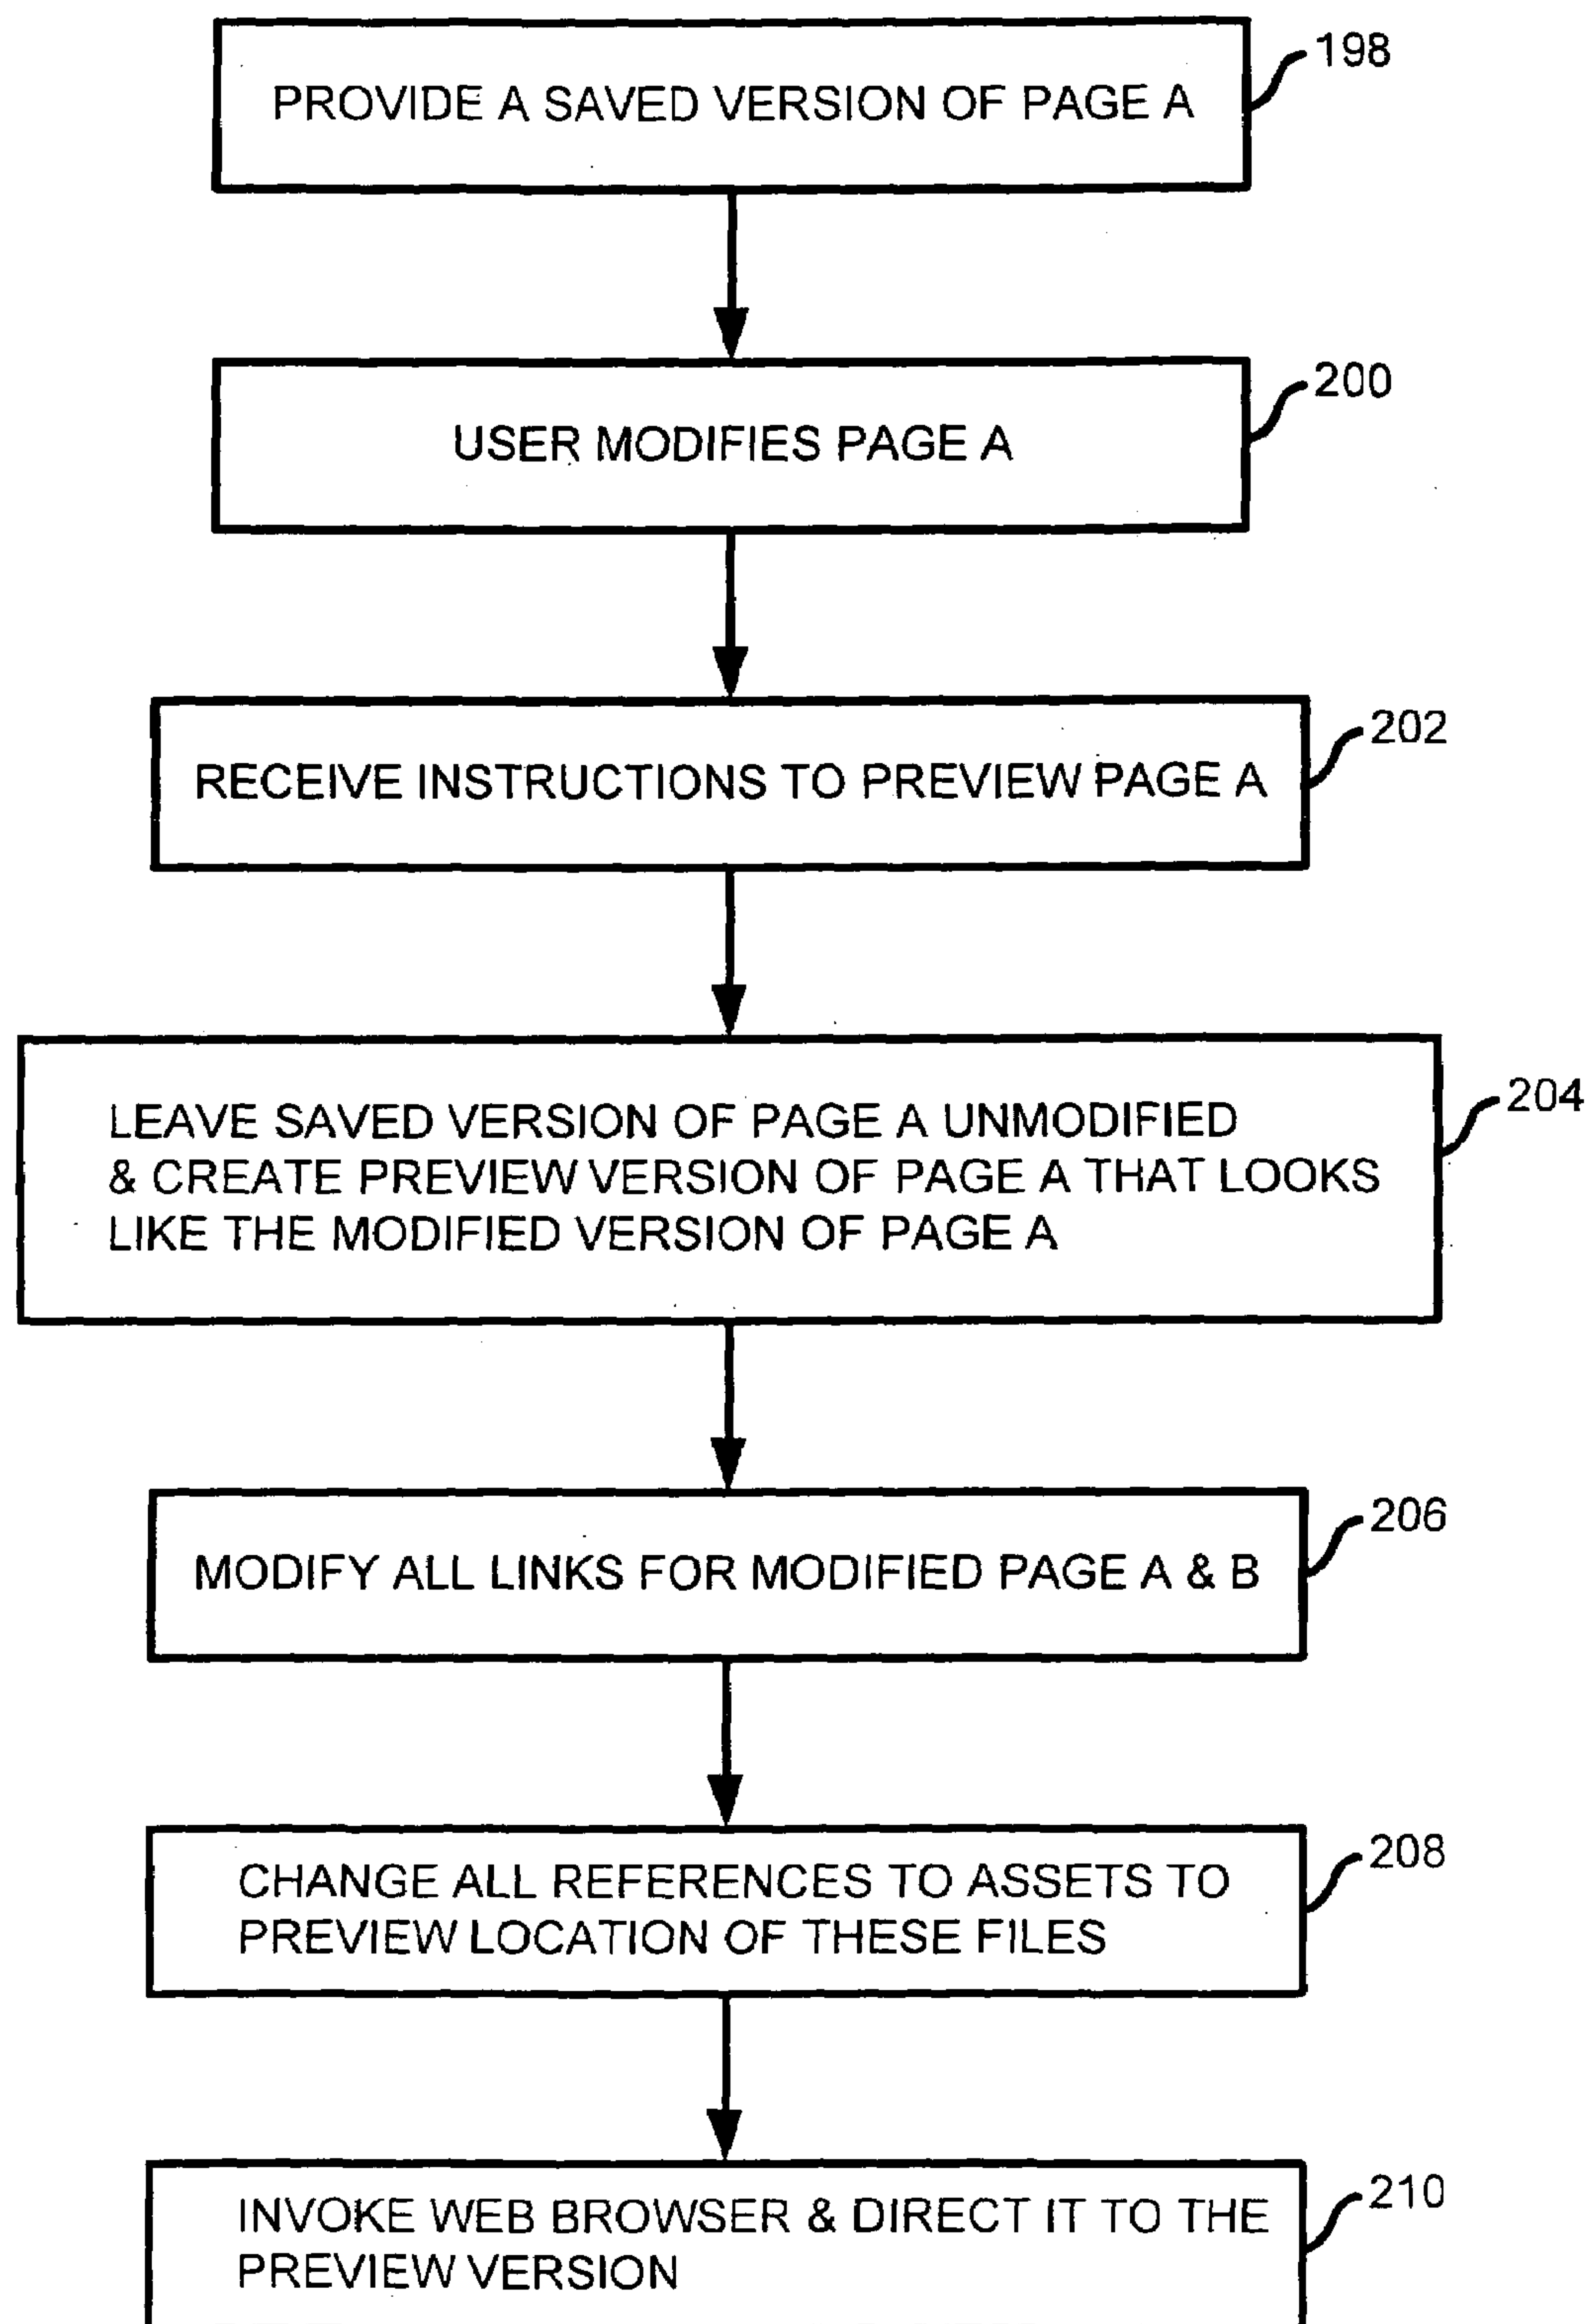 198
PROVIDE A SAVED VERSION OF PAGE A
200
USER MODIFIES PAGE A
202
RECEIVE INSTRUCTIONS TO PREVIEW PAGE A
204
LEAVE SAVED VERSION OF PAGE A UNMODIFIED
& CREATE PREVIEW VERSION OF PAGE A THAT LOOKS
LIKE THE MODIFIED VERSION OF PAGE A
206
MODIFY ALL LINKS FOR MODIFIED PAGE A & B
208
CHANGE ALL REFERENCES TO ASSETS TO
PREVIEW LOCATION OF THESE FILES
210
INVOKE WEB BROWSER & DIRECT IT TO THE
PREVIEW VERSION